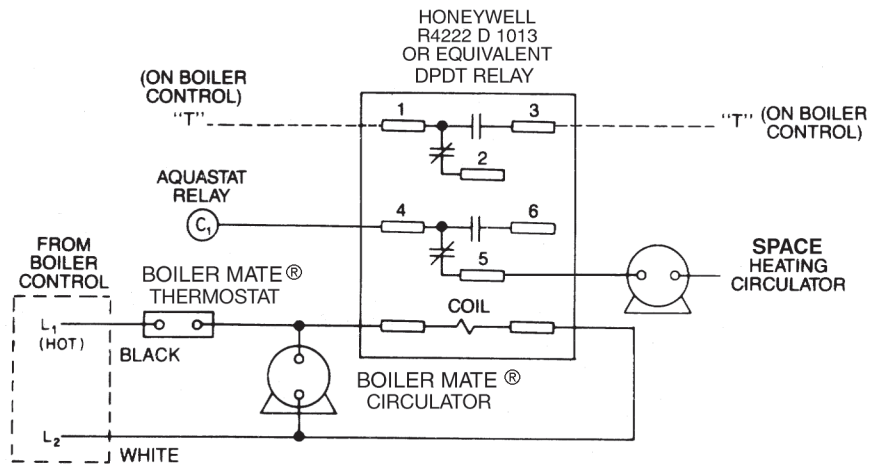 HONEYWELL
R4222 D 1013
OR EQUIVALENT
DPDT RELAY
(ON BOILER
CONTROL)
"T"
1
3
"T" (ON BOILER
CONTROL)
2
AQUASTAT
RELAY
C1
4
6
5
SPACE
HEATING
CIRCULATOR
FROM
BOILER
CONTROL
BOILER MATE®
THERMOSTAT
COIL
L1
(HOT)
BLACK
BOILER MATE®
CIRCULATOR
L2
WHITE